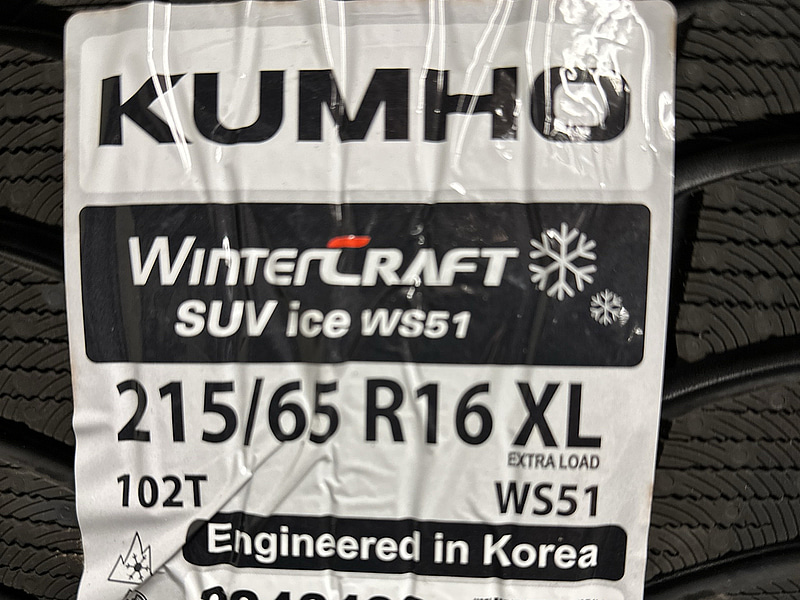 KUMHO
WINTERCRAFT
SUV ice WS51
215/65 R16 XL
EXTRA LOAD
102T
WS51
Engineered in Korea